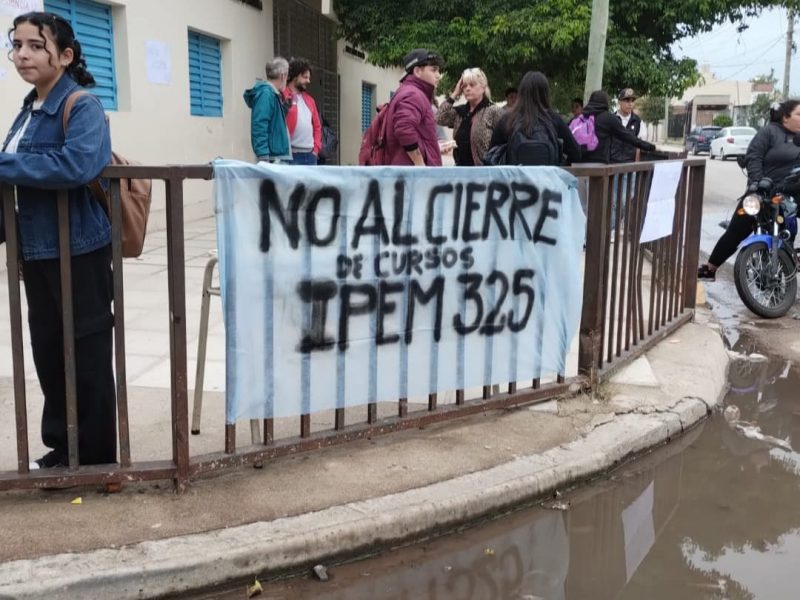 NO AL CIERRE
DE CURSOS
IPEM 325